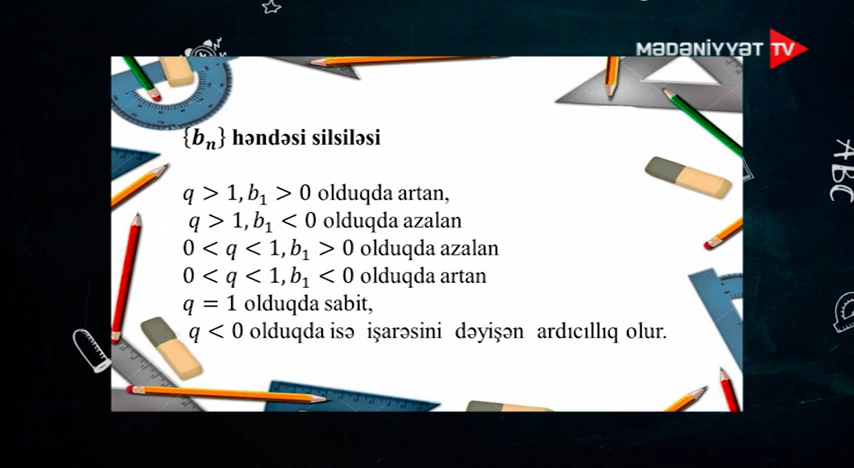 MƏDƏNİYYƏT TV
{bₙ} həndəsi silsiləsi
q > 1, b₁ > 0 olduqda artan,
q > 1, b₁ < 0 olduqda azalan
0 < q < 1, b₁ > 0 olduqda azalan
0 < q < 1, b₁ < 0 olduqda artan
q = 1 olduqda sabit,
q < 0 olduqda isə işarəsini dəyişən ardıcıllıq olur.
ABC